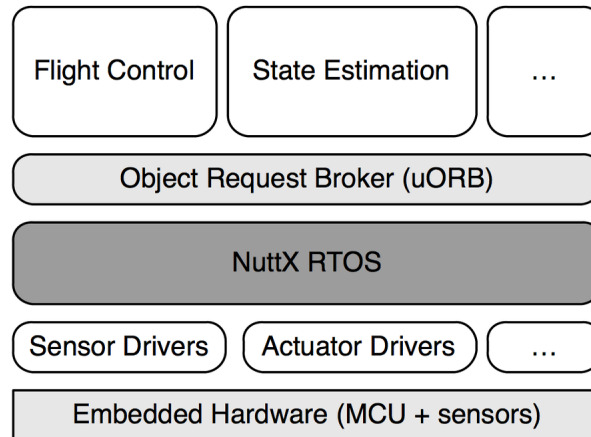 Flight Control
State Estimation
...
Object Request Broker (uORB)
NuttX RTOS
Sensor Drivers
Actuator Drivers
...
Embedded Hardware (MCU + sensors)